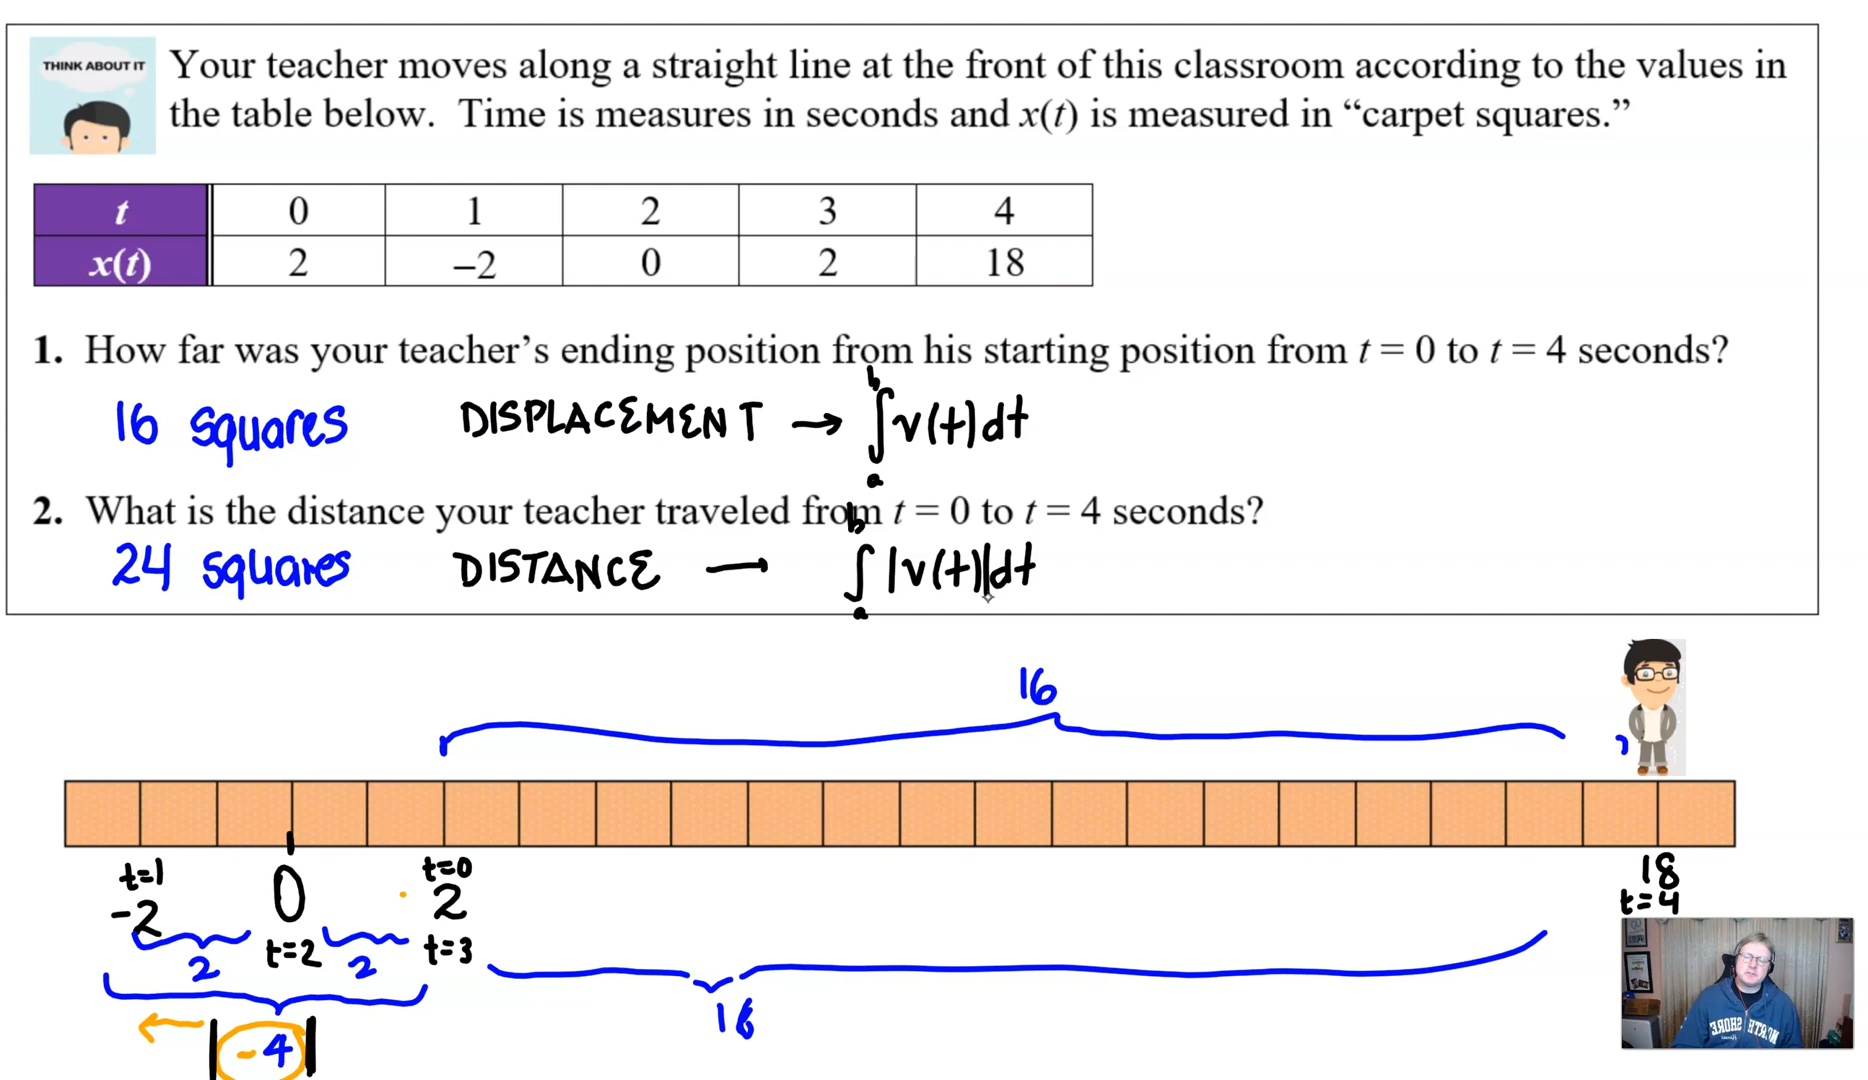 THINK ABOUT IT
Your teacher moves along a straight line at the front of this classroom according to the values in
the table below. Time is measures in seconds and x(t) is measured in “carpet squares.”
t 0 1 2 3 4
x(t) 2 –2 0 2 18
1. How far was your teacher’s ending position from his starting position from t = 0 to t = 4 seconds?
16 squares DISPLACEMENT → ∫_a^b v(t)dt
2. What is the distance your teacher traveled from t = 0 to t = 4 seconds?
24 squares DISTANCE — ∫_a^b |v(t)|dt
16
t=1 t=0 18
-2 0 2 t=4
t=2 t=3
2 2
16
|-4|
NORTH SHORE